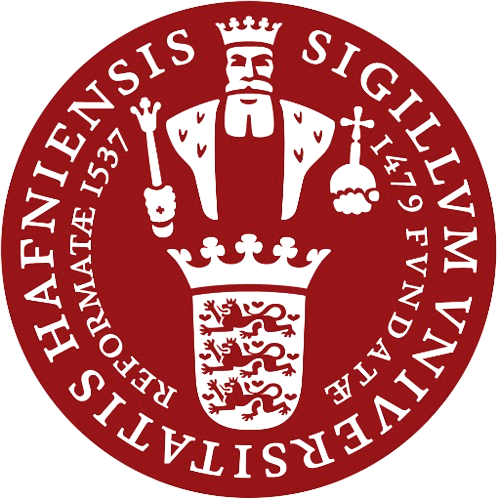 SIGILLVM VNIVERSITATIS HAFNIENSIS
1479 FVNDATÆ
REFORMATÆ 1537